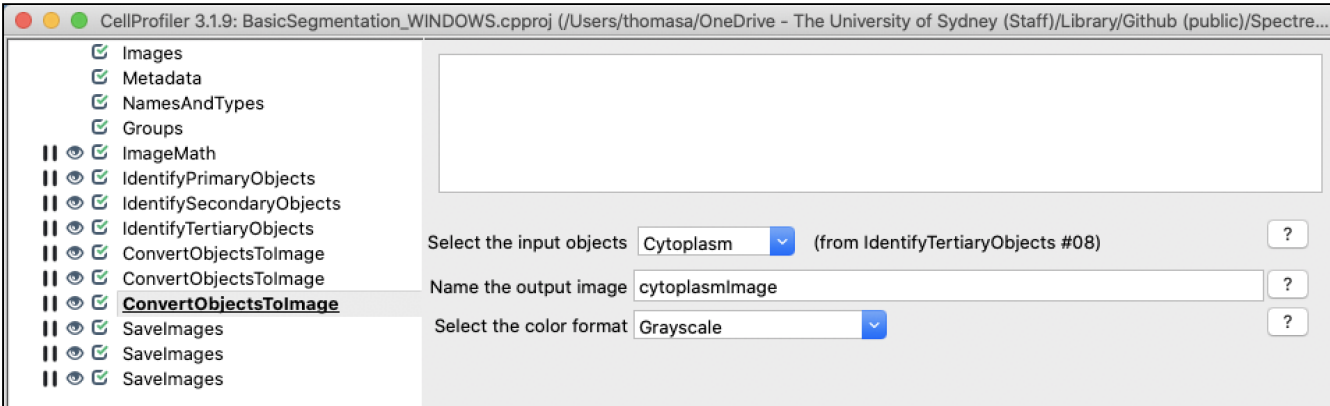 CellProfiler 3.1.9: BasicSegmentation_WINDOWS.cpproj (/Users/thomasa/OneDrive - The University of Sydney (Staff)/Library/Github (public)/Spectre...
Images
Metadata
NamesAndTypes
Groups
ImageMath
IdentifyPrimaryObjects
IdentifySecondaryObjects
IdentifyTertiaryObjects
ConvertObjectsToImage
ConvertObjectsToImage
ConvertObjectsToImage
SaveImages
SaveImages
SaveImages
Select the input objects Cytoplasm (from IdentifyTertiaryObjects #08) ?
Name the output image cytoplasmImage ?
Select the color format Grayscale ?